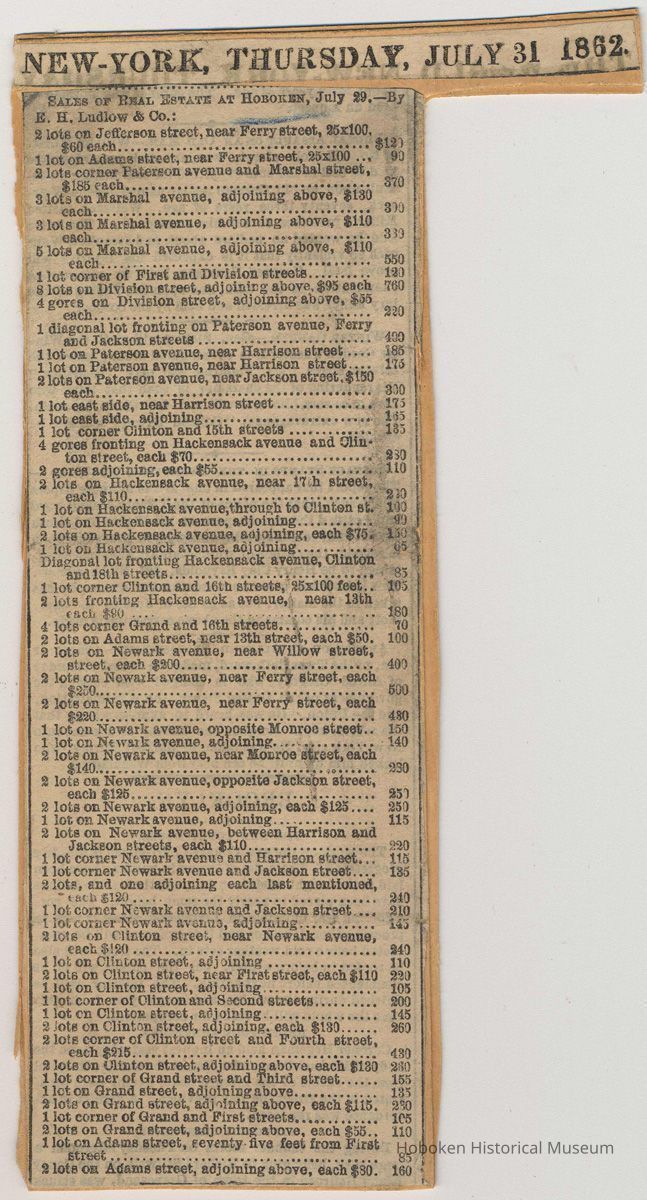 NEW-YORK, THURSDAY, JULY 31 1862.
SALES OF REAL ESTATE AT HOBOKEN, July 29.—By
E. H. Ludlow & Co.:
2 lots on Jefferson street, near Ferry street, 25x100,
$60 each.......... $120
1 lot on Adams street, near Ferry street, 25x100 ... 90
2 lots corner Paterson avenue and Marshal street,
$185 each.......... 370
3 lots on Marshal avenue, adjoining above, $130
each.......... 390
3 lots on Marshal avenue, adjoining above, $110
each.......... 330
5 lots on Marshal avenue, adjoining above, $110
each.......... 550
1 lot corner of First and Division streets.......... 120
8 lots on Division street, adjoining above, $95 each 760
4 gores on Division street, adjoining above, $55
each.......... 220
1 diagonal lot fronting on Paterson avenue, Ferry
and Jackson streets .......... 400
1 lot on Paterson avenue, near Harrison street .... 185
1 lot on Paterson avenue, near Harrison street.... 175
2 lots on Paterson avenue, near Jackson street, $150
each.......... 300
1 lot east side, near Harrison street.......... 175
1 lot east side, adjoining..........
1 lot corner Clinton and 15th streets .......... 135
4 gores fronting on Hackensack avenue and Clin-
ton street, each $70.......... 280
2 gores adjoining, each $55.......... 110
2 lots on Hackensack avenue, near 17th street,
each $110..........
1 lot on Hackensack avenue, through to Clinton st. 100
1 lot on Hackensack avenue, adjoining.......... 90
2 lots on Hackensack avenue, adjoining, each $75. 150
1 lot on Hackensack avenue, adjoining..........
Diagonal lot fronting Hackensack avenue, Clinton
and 18th streets.......... 85
1 lot corner Clinton and 16th streets, 25x100 feet.. 105
2 lots fronting Hackensack avenue, near 13th
each $90 .... .......... 180
4 lots corner Grand and 16th streets.......... 70
2 lots on Adams street, near 13th street, each $50. 100
2 lots on Newark avenue, near Willow street,
street, each $200.......... 400
2 lots on Newark avenue, near Ferry street, each
$250.......... 500
2 lots on Newark avenue, near Ferry street, each
$220..........
1 lot on Newark avenue, opposite Monroe street.. 150
1 lot on Newark avenue, adjoining.......... 140
2 lots on Newark avenue, near Monroe street, each
$140.......... 280
2 lots on Newark avenue, opposite Jackson street,
each $125.......... 250
2 lots on Newark avenue, adjoining, each $125.... 250
1 lot on Newark avenue, adjoining.......... 115
2 lots on Newark avenue, between Harrison and
Jackson streets, each $110.......... 220
1 lot corner Newark avenue and Harrison street... 115
1 lot corner Newark avenue and Jackson street.... 135
2 lots, and one adjoining each last mentioned,
each $120 .......... 240
1 lot corner Newark avenue and Jackson street.... 210
1 lot corner Newark avenue, adjoining.......... 145
2 lots on Clinton street, near Newark avenue,
each $120 .......... 240
1 lot on Clinton street, adjoining .......... 110
2 lots on Clinton street, near First street, each $110 220
1 lot on Clinton street, adjoining.......... 105
1 lot corner of Clinton and Second streets.......... 200
1 lot on Clinton street, adjoining.......... 145
2 lots on Clinton street, adjoining, each $130...... 260
2 lots corner of Clinton street and Fourth street,
each $215.......... 430
2 lots on Clinton street, adjoining above, each $130 260
1 lot corner of Grand street and Third street...... 155
1 lot on Grand street, adjoining above.......... 135
2 lots on Grand street, adjoining above, each $115. 230
1 lot corner of Grand and First streets.......... 105
2 lots on Grand street, adjoining above, each $55.. 110
1 lot on Adams street, seventy-five feet from First
street .......... 85
2 lots on Adams street, adjoining above, each $80. 160
Hoboken Historical Museum